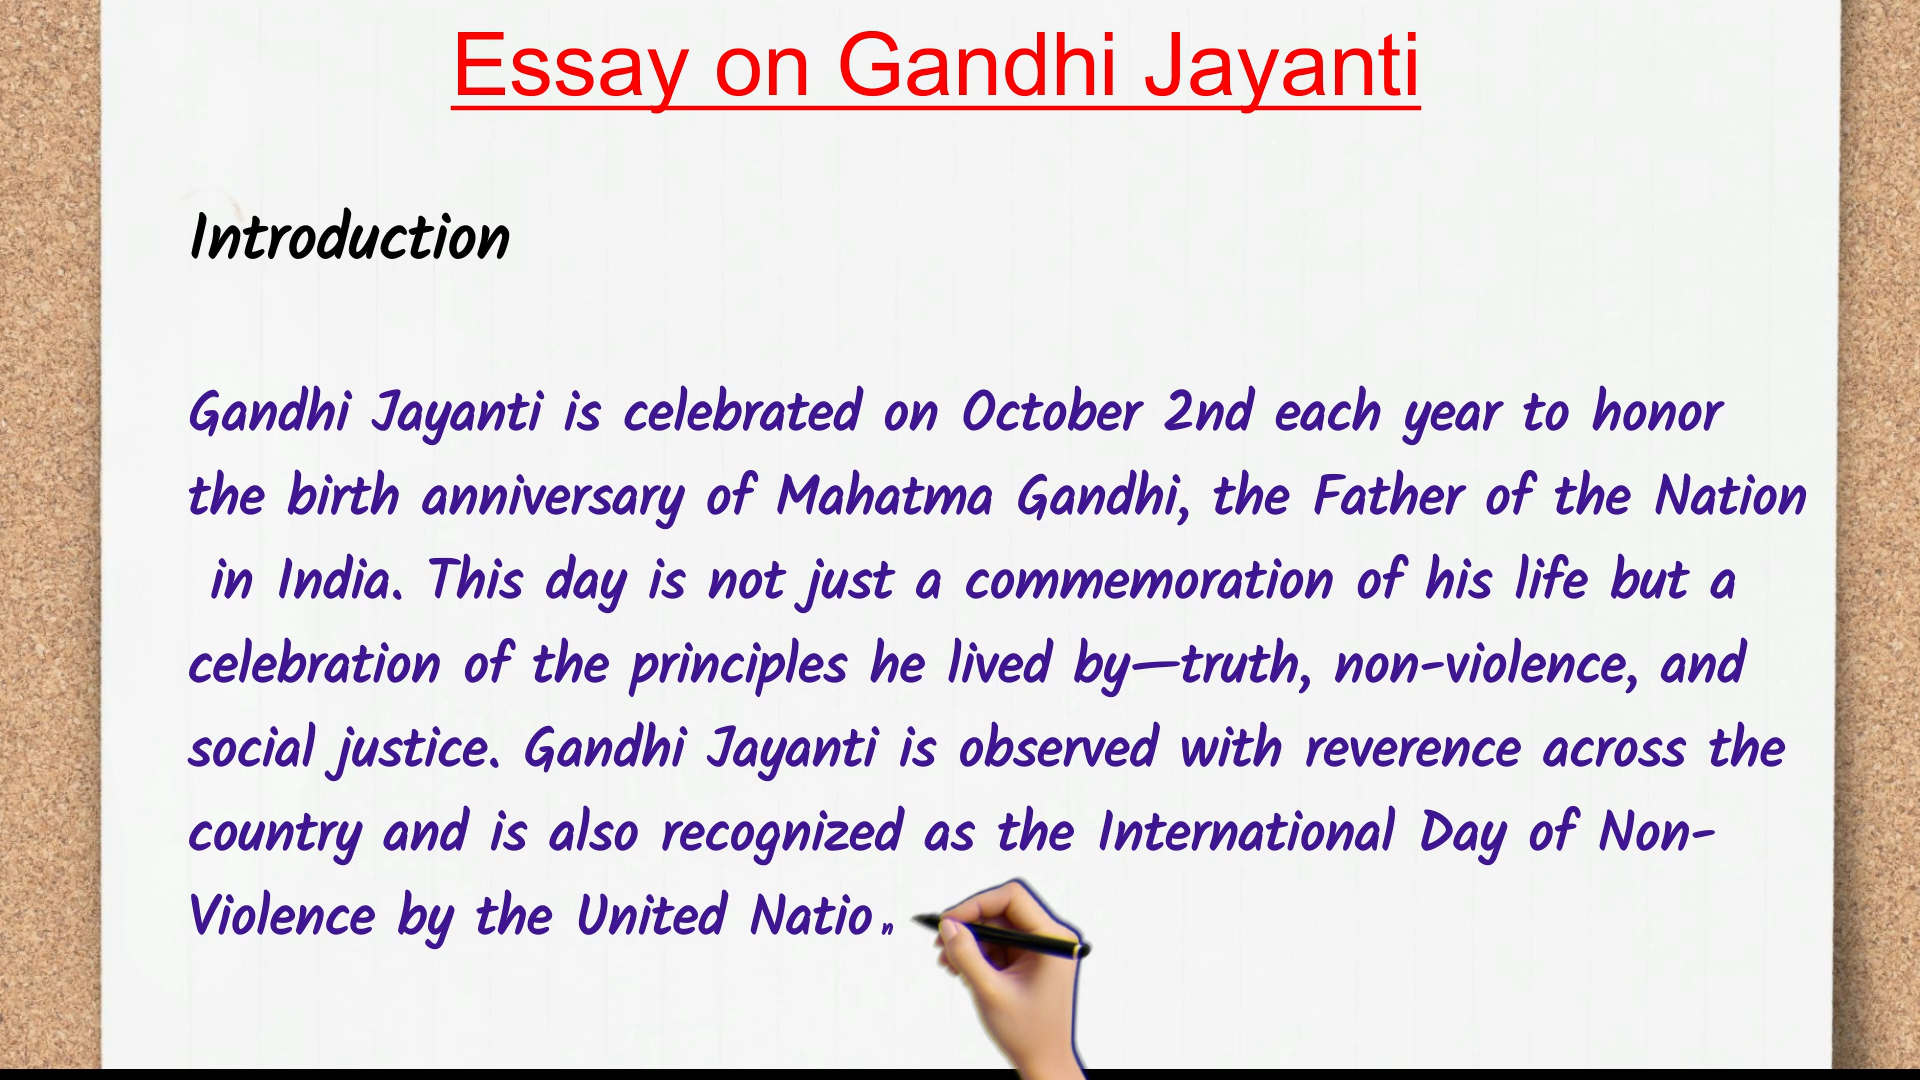 Essay on Gandhi Jayanti
Introduction
Gandhi Jayanti is celebrated on October 2nd each year to honor
the birth anniversary of Mahatma Gandhi, the Father of the Nation
in India. This day is not just a commemoration of his life but a
celebration of the principles he lived by—truth, non-violence, and
social justice. Gandhi Jayanti is observed with reverence across the
country and is also recognized as the International Day of Non-
Violence by the United Nation